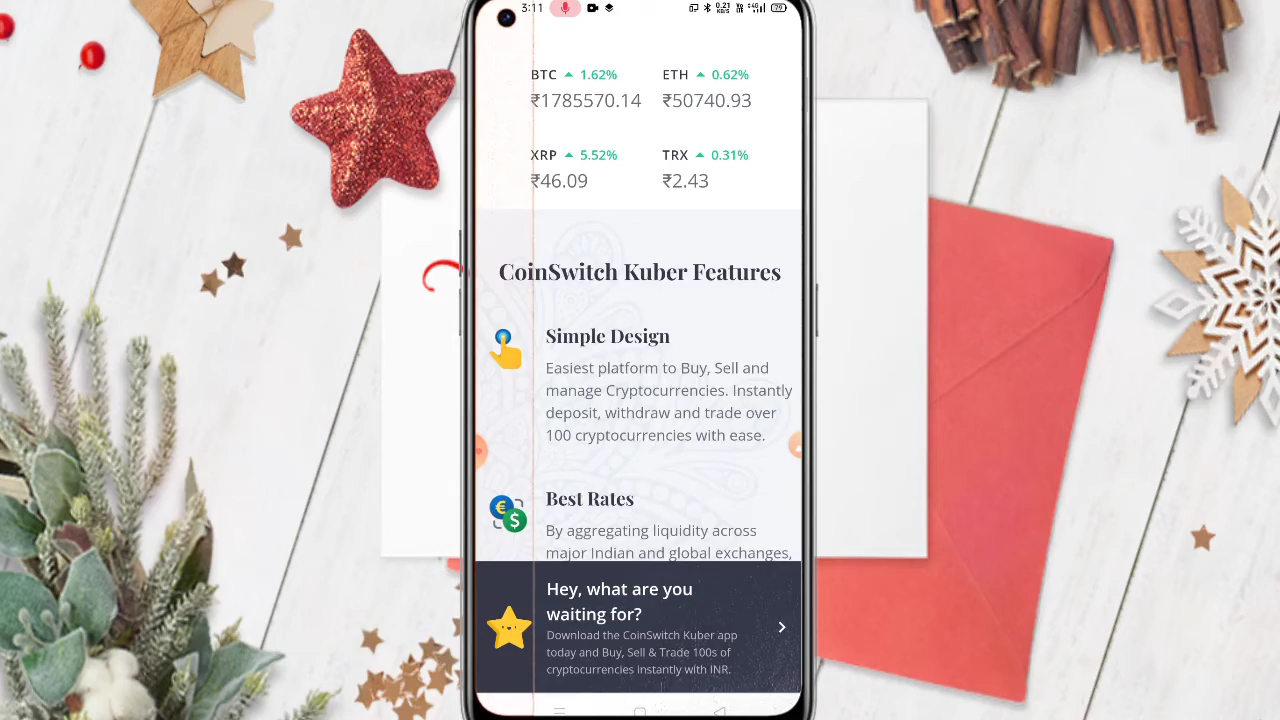 3:11
0.21
KB/S
79
BTC 1.62%
ETH 0.62%
₹1785570.14
₹50740.93
XRP 5.52%
TRX 0.31%
₹46.09
₹2.43
CoinSwitch Kuber Features
Simple Design
Easiest platform to Buy, Sell and
manage Cryptocurrencies. Instantly
deposit, withdraw and trade over
100 cryptocurrencies with ease.
Best Rates
By aggregating liquidity across
major Indian and global exchanges,
Hey, what are you
waiting for?
Download the CoinSwitch Kuber app
today and Buy, Sell & Trade 100s of
cryptocurrencies instantly with INR.